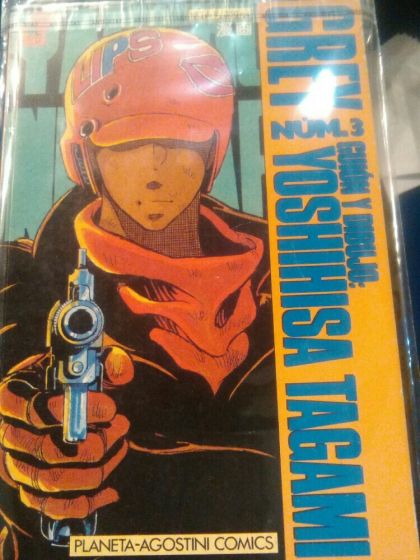 LIPS
GREY
NÚM.3
GUIÓN Y DIBUJO:
YOSHIHISA TAGAMI
PLANETA-AGOSTINI COMICS